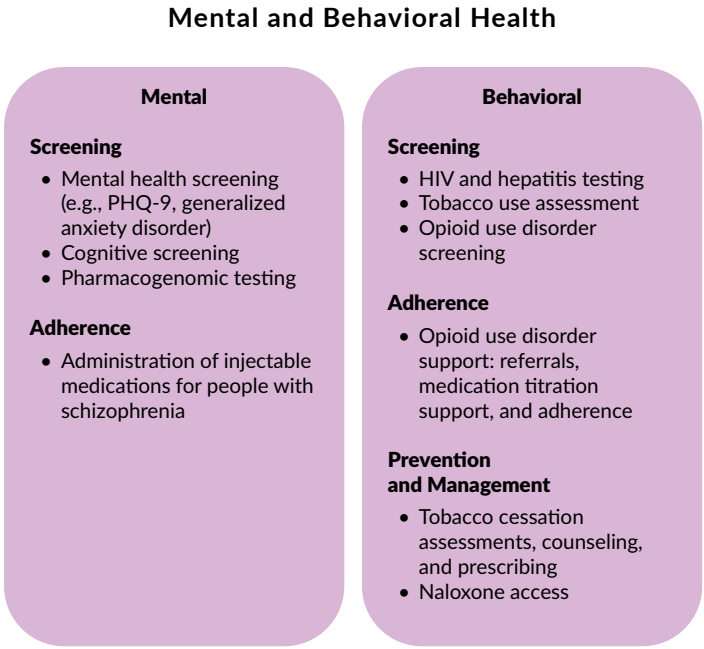 Mental and Behavioral Health
Mental
Screening
• Mental health screening
(e.g., PHQ-9, generalized
anxiety disorder)
• Cognitive screening
• Pharmacogenomic testing
Adherence
• Administration of injectable
medications for people with
schizophrenia
Behavioral
Screening
• HIV and hepatitis testing
• Tobacco use assessment
• Opioid use disorder
screening
Adherence
• Opioid use disorder
support: referrals,
medication titration
support, and adherence
Prevention
and Management
• Tobacco cessation
assessments, counseling,
and prescribing
• Naloxone access